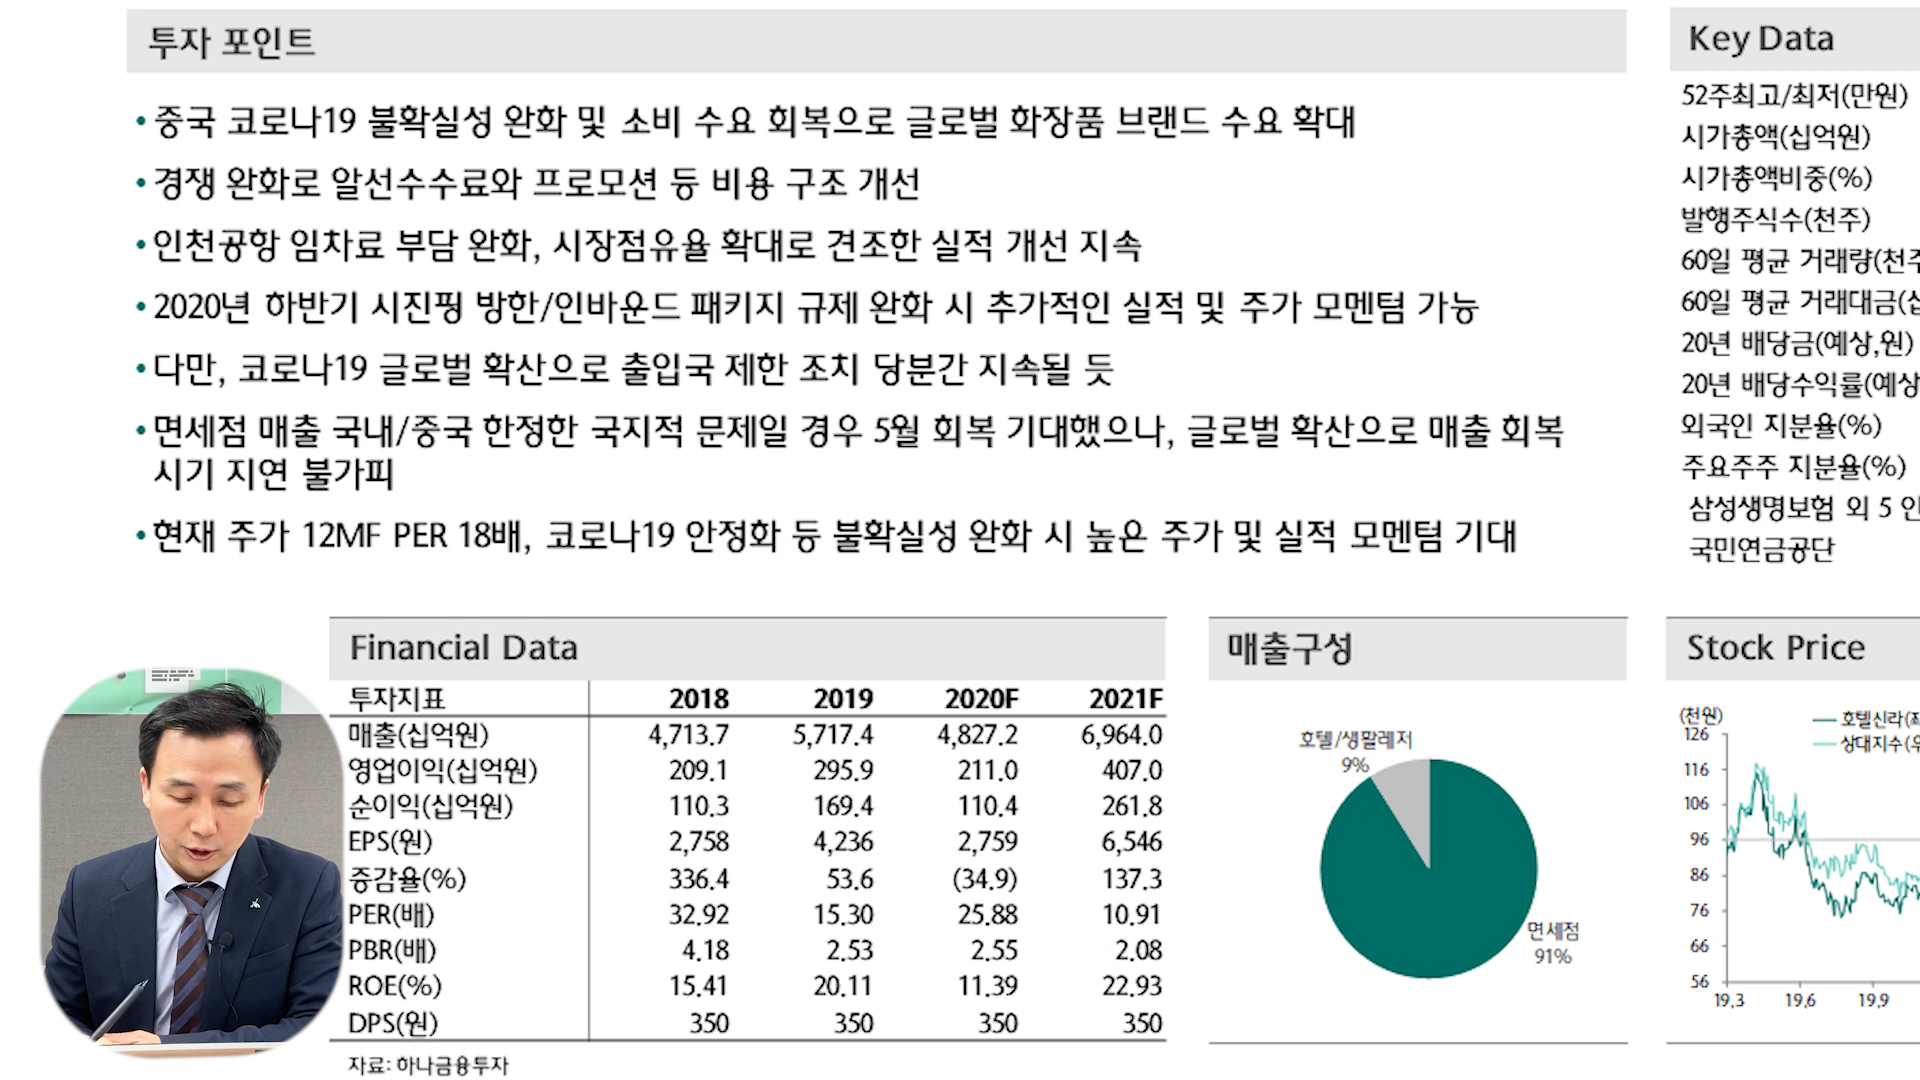 투자 포인트
• 중국 코로나19 불확실성 완화 및 소비 수요 회복으로 글로벌 화장품 브랜드 수요 확대
• 경쟁 완화로 알선수수료와 프로모션 등 비용 구조 개선
• 인천공항 임차료 부담 완화, 시장점유율 확대로 견조한 실적 개선 지속
• 2020년 하반기 시진핑 방한/인바운드 패키지 규제 완화 시 추가적인 실적 및 주가 모멘텀 가능
• 다만, 코로나19 글로벌 확산으로 출입국 제한 조치 당분간 지속될 듯
• 면세점 매출 국내/중국 한정한 국지적 문제일 경우 5월 회복 기대했으나, 글로벌 확산으로 매출 회복
시기 지연 불가피
• 현재 주가 12MF PER 18배, 코로나19 안정화 등 불확실성 완화 시 높은 주가 및 실적 모멘텀 기대
Key Data
52주최고/최저(만원)
시가총액(십억원)
시가총액비중(%)
발행주식수(천주)
60일 평균 거래량(천주
60일 평균 거래대금(십
20년 배당금(예상,원)
20년 배당수익률(예상
외국인 지분율(%)
주요주주 지분율(%)
삼성생명보험 외 5 인
국민연금공단
Financial Data
투자지표 2018 2019 2020F 2021F
매출(십억원) 4,713.7 5,717.4 4,827.2 6,964.0
영업이익(십억원) 209.1 295.9 211.0 407.0
순이익(십억원) 110.3 169.4 110.4 261.8
EPS(원) 2,758 4,236 2,759 6,546
증감율(%) 336.4 53.6 (34.9) 137.3
PER(배) 32.92 15.30 25.88 10.91
PBR(배) 4.18 2.53 2.55 2.08
ROE(%) 15.41 20.11 11.39 22.93
DPS(원) 350 350 350 350
자료: 하나금융투자
매출구성
호텔/생활레저
9%
면세점
91%
Stock Price
(천원)
호텔신라(좌
상대지수(우
126
116
106
96
86
76
66
56
19.3 19.6 19.9